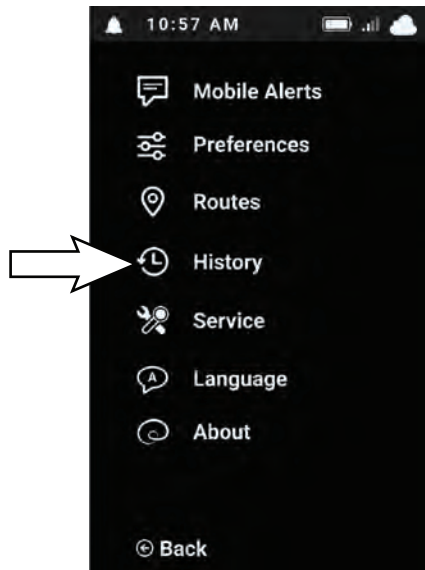 10:57 AM
Mobile Alerts
Preferences
Routes
History
Service
A Language
About
Back